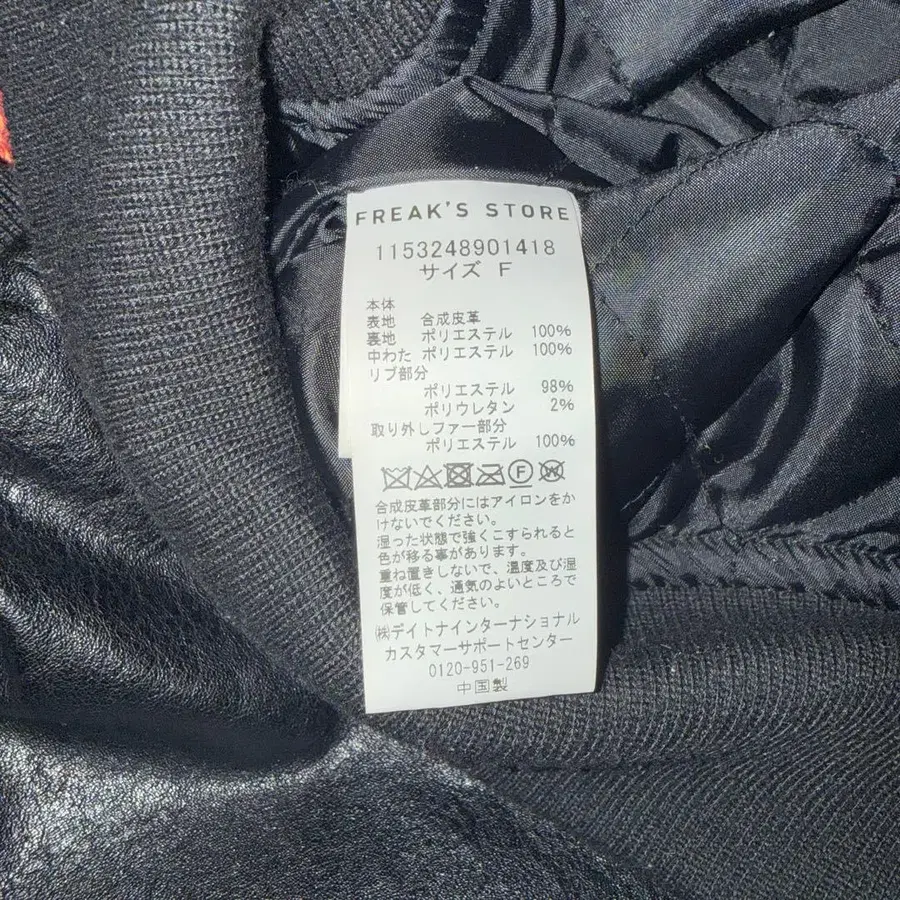 FREAK'S STORE
1153248901418
サイズ F
本体
表地 合成皮革
裏地 ポリエステル 100%
中わた ポリエステル 100%
リブ部分
ポリエステル 98%
ポリウレタン 2%
取り外しファー部分
ポリエステル 100%
F W
合成皮革部分にはアイロンをか
けないでください。
湿った状態で強くこすられると
色が移る事があります。
重ね置きしないで、温度及び湿
度が低く、通気のよいところで
保管してください。
㈱デイトナインターナショナル
カスタマーサポートセンター
0120-951-269
中国製